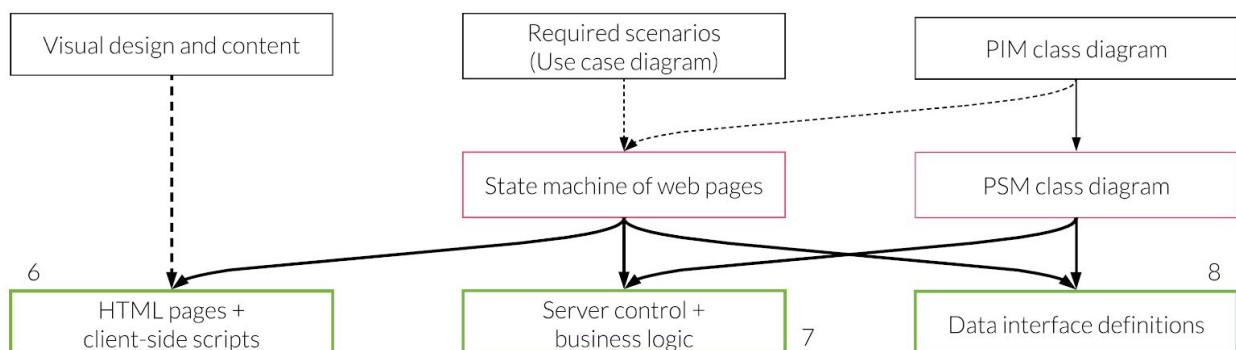 Visual design and content
Required scenarios
(Use case diagram)
PIM class diagram
State machine of web pages
PSM class diagram
6
8
HTML pages +
client-side scripts
Server control +
business logic
7
Data interface definitions